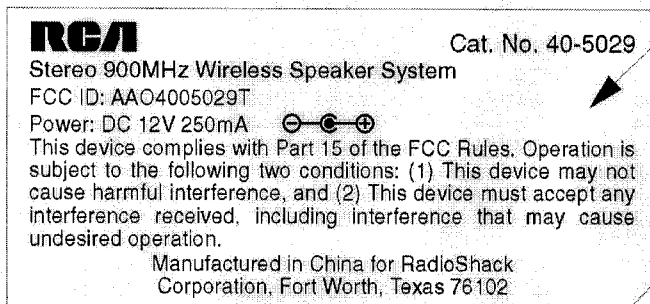 RCA
Cat. No. 40-5029
Stereo 900MHz Wireless Speaker System
FCC ID: AAO4005029T
Power: DC 12V 250mA
This device complies with Part 15 of the FCC Rules. Operation is
subject to the following two conditions: (1) This device may not
cause harmful interference, and (2) This device must accept any
interference received, including interference that may cause
undesired operation.
Manufactured in China for RadioShack
Corporation, Fort Worth, Texas 76102